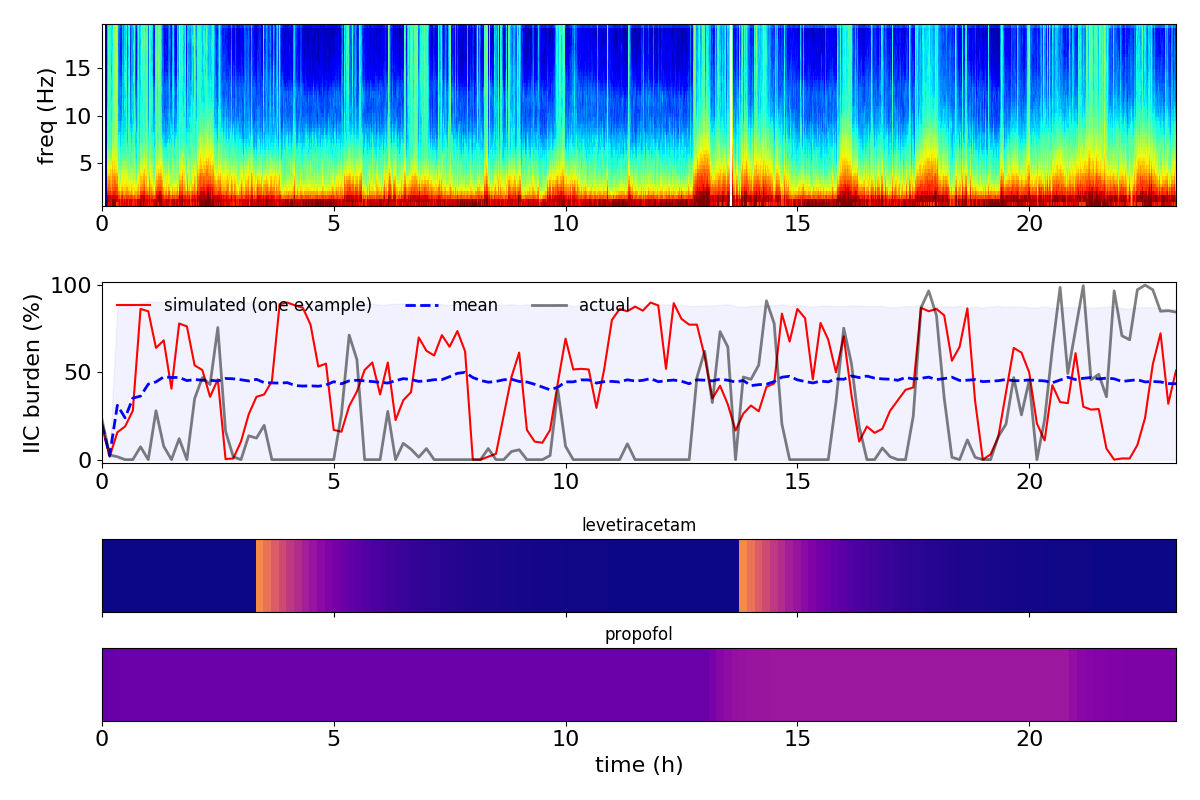 freq (Hz)
15
10
5
0 5 10 15 20
IIC burden (%)
100
50
0
simulated (one example) mean actual
0 5 10 15 20
levetiracetam
propofol
0 5 10 15 20
time (h)